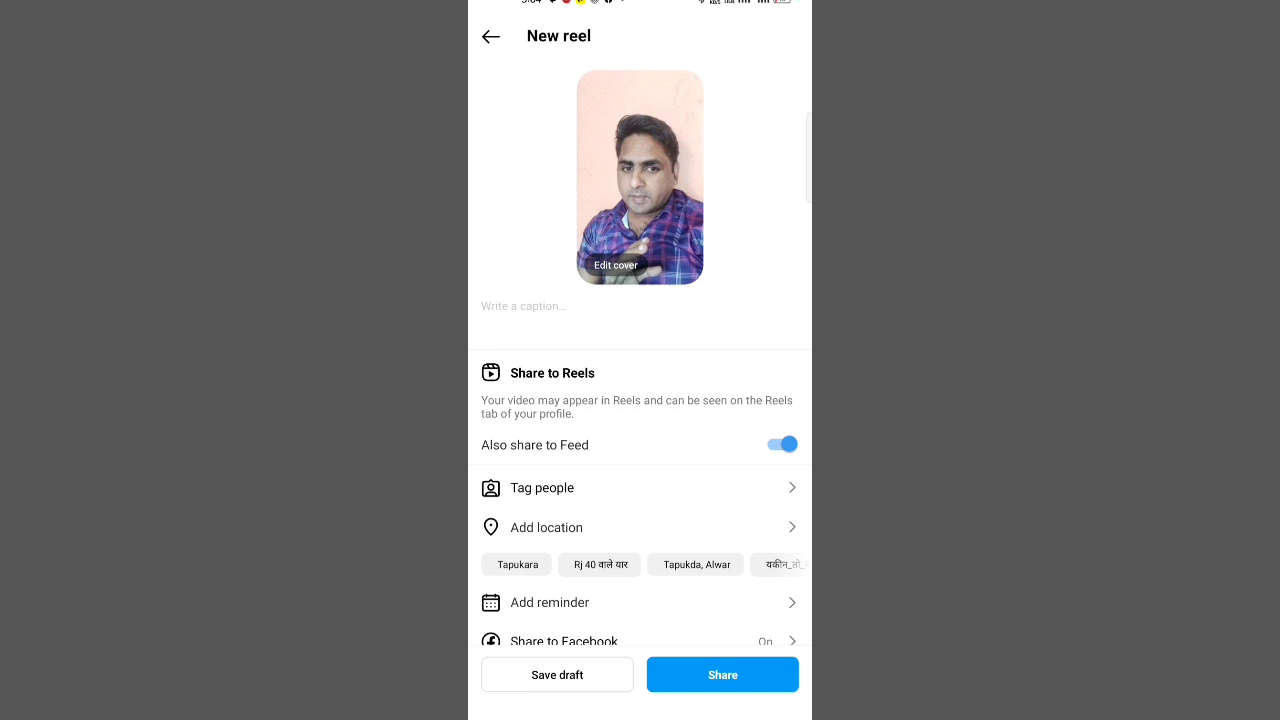 New reel
Edit cover
Write a caption...
Share to Reels
Your video may appear in Reels and can be seen on the Reels
tab of your profile.
Also share to Feed
Tag people
Add location
Tapukara
Rj 40 वाले यार
Tapukda, Alwar
यकीन_तो_
Add reminder
Share to Facebook
On
Save draft
Share